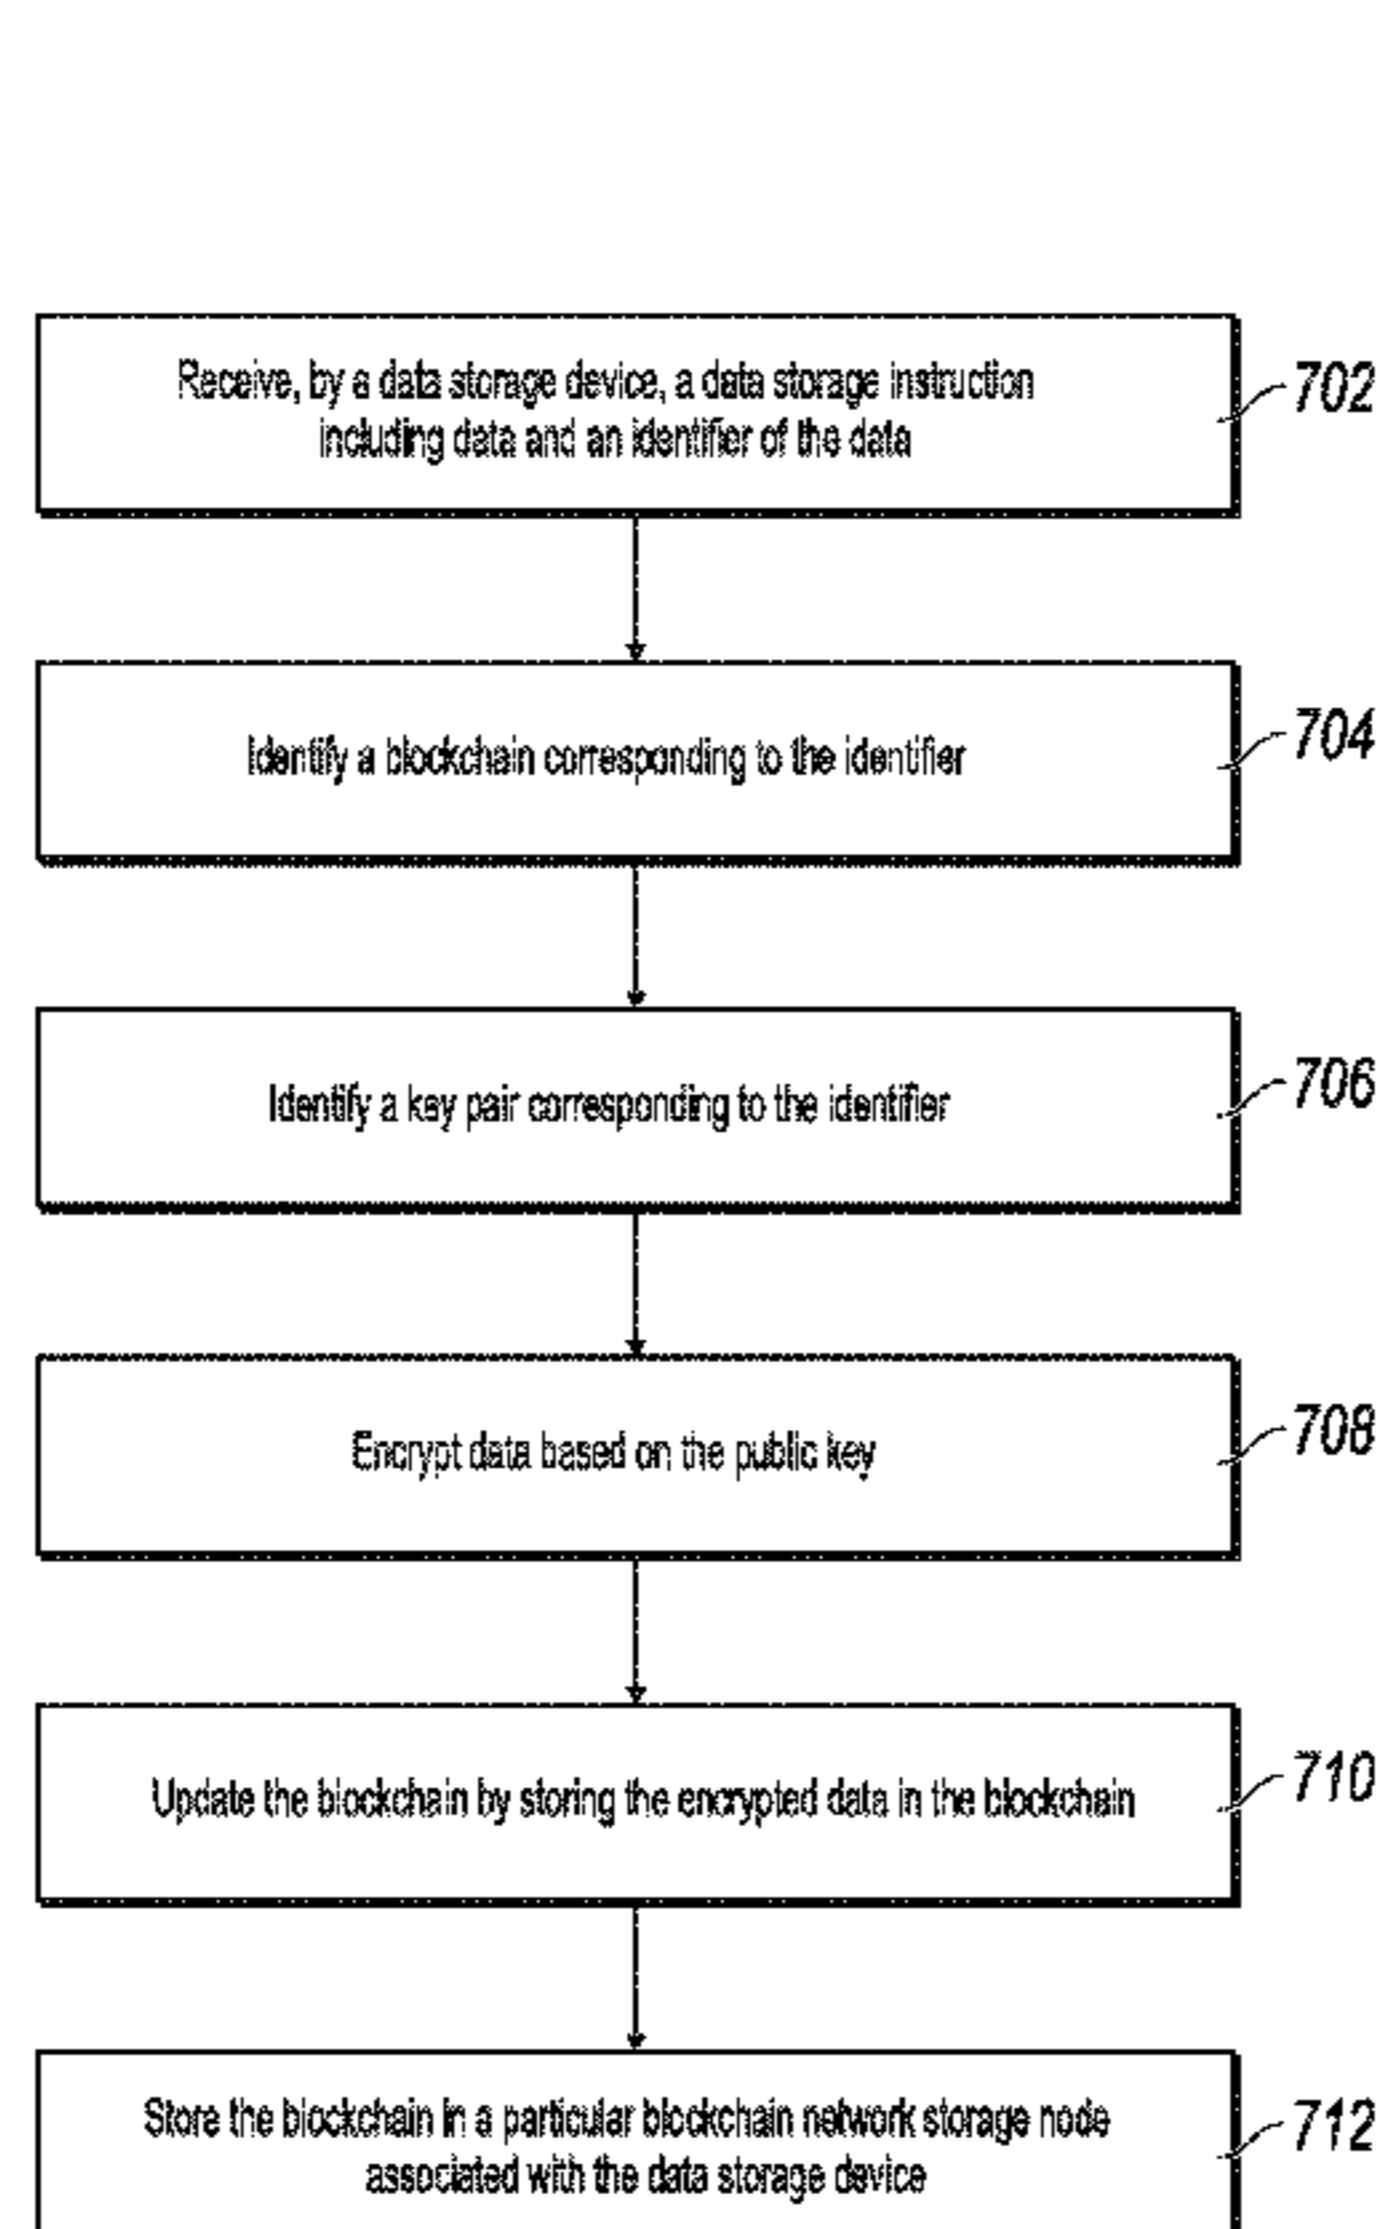 Receive, by a data storage device, a data storage instruction
including data and an identifier of the data
702
Identify a blockchain corresponding to the identifier
704
Identify a key pair corresponding to the identifier
706
Encrypt data based on the public key
708
Update the blockchain by storing the encrypted data in the blockchain
710
Store the blockchain in a particular blockchain network storage node
associated with the data storage device
712